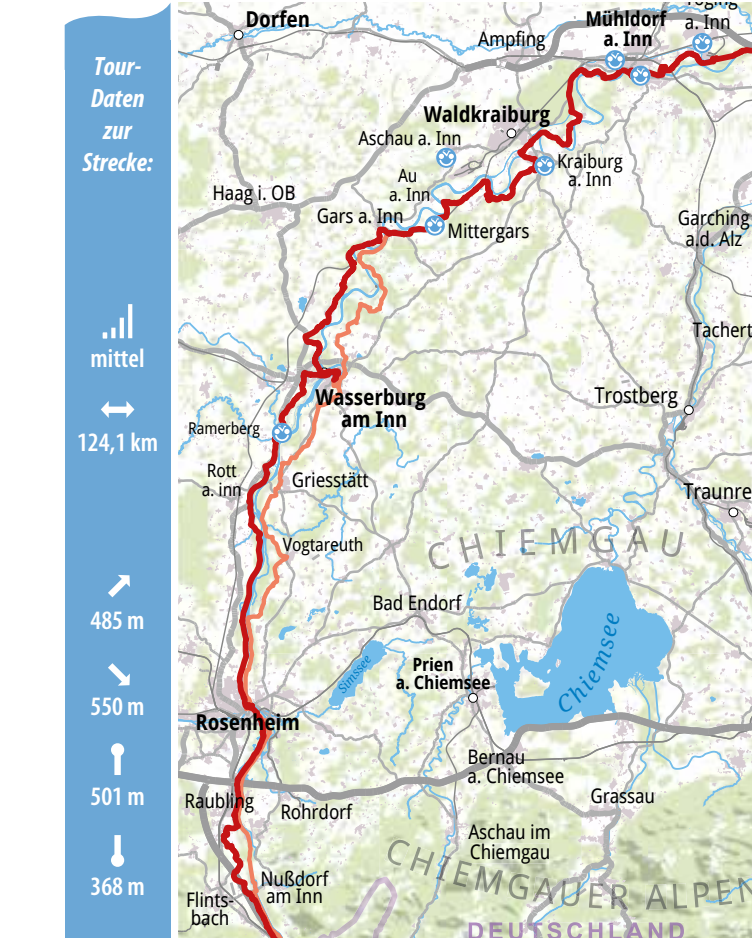 Tour-
Daten
zur
Strecke:
mittel
124,1 km
485 m
550 m
501 m
368 m
Dorfen
Mühldorf
a. Inn
a. Inn
Ampfing
Waldkraiburg
Aschau a. Inn
Kraiburg
a. Inn
Au
a. Inn
Haag i. OB
Gars a. Inn
Mittergars
Garching
a.d. Alz
Tachert
Wasserburg
am Inn
Trostberg
Ramerberg
Rott
a. inn
Griesstätt
Traunre
Vogtareuth
CHIEMGAU
Bad Endorf
Simssee
Prien
a. Chiemsee
Chiemsee
Rosenheim
Bernau
a. Chiemsee
Raubling
Rohrdorf
Grassau
Aschau im
Chiemgau
CHIEMGAUER ALPEN
Nußdorf
am Inn
Flints-
bach
DEUTSCHLAND